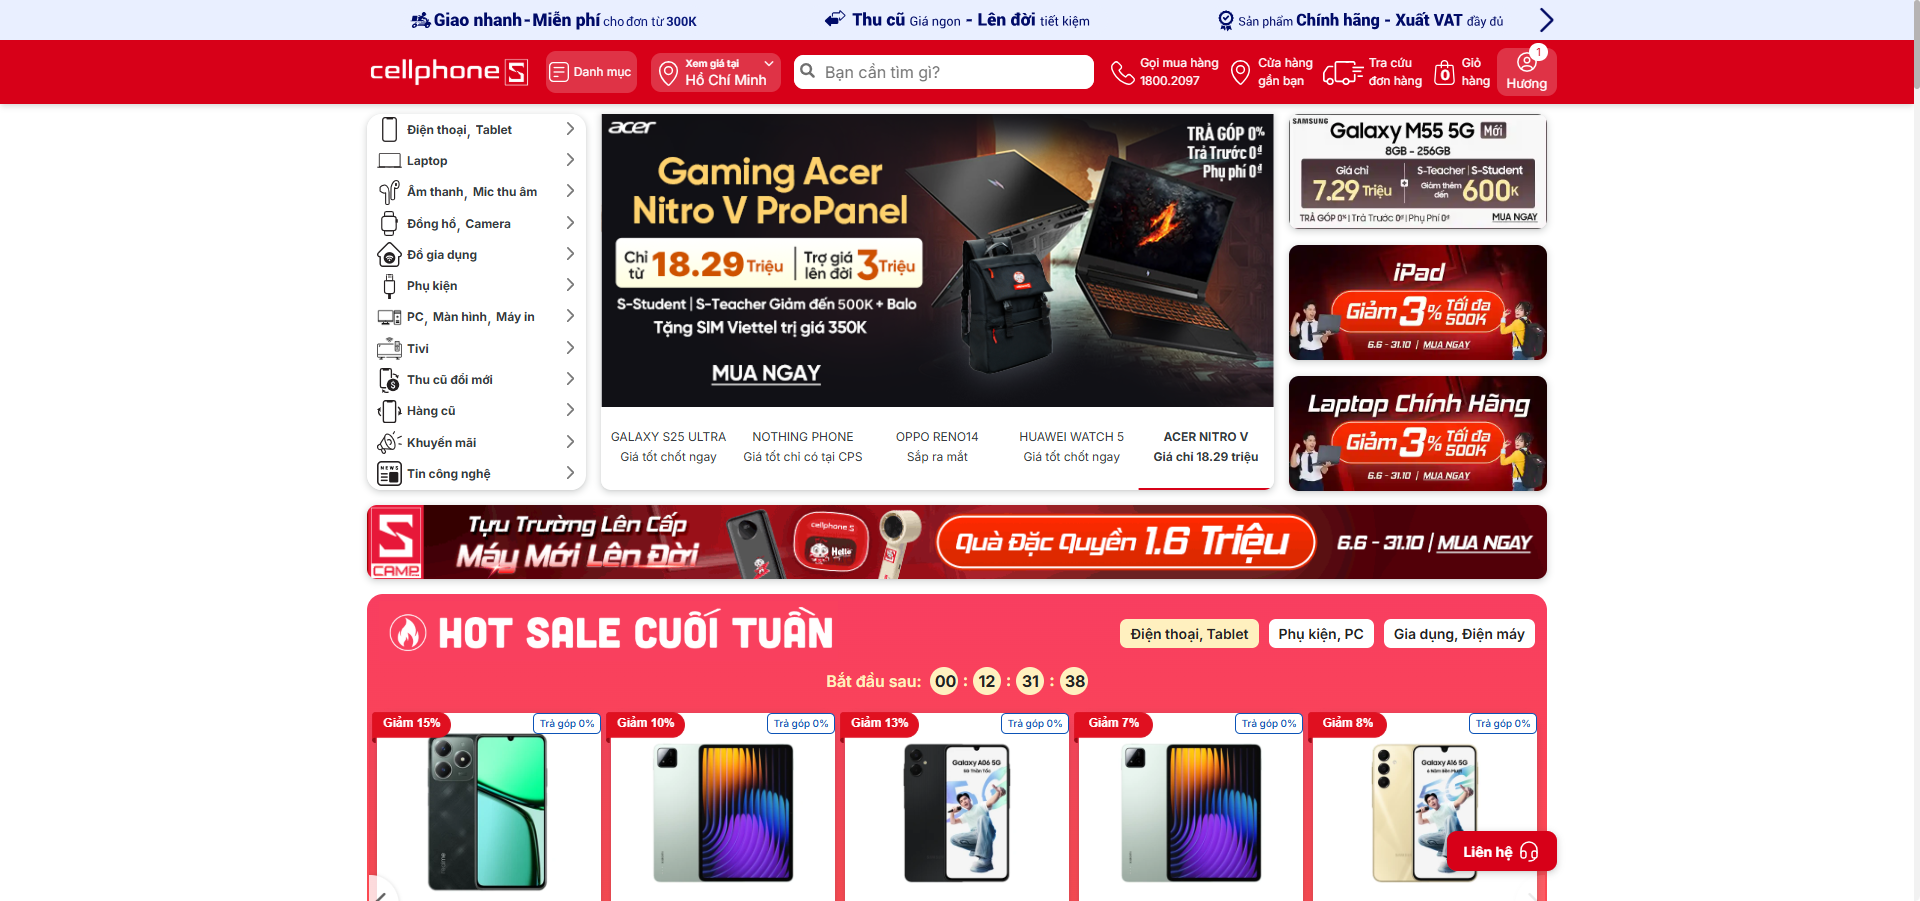 Giao nhanh - Miễn phí cho đơn từ 300K
Thu cũ Giá ngon - Lên đời tiết kiệm
Sản phẩm Chính hãng - Xuất VAT đầy đủ
cellphoneS
Danh mục
Xem giá tại
Hồ Chí Minh
Bạn cần tìm gì?
Gọi mua hàng
1800.2097
Cửa hàng
gần bạn
Tra cứu
đơn hàng
0
Giỏ
hàng
1
Hương
Điện thoại, Tablet
Laptop
Âm thanh, Mic thu âm
Đồng hồ, Camera
Đồ gia dụng
Phụ kiện
PC, Màn hình, Máy in
Tivi
Thu cũ đổi mới
Hàng cũ
Khuyến mãi
Tin công nghệ
acer
TRẢ GÓP 0%
Trả Trước 0đ
Phụ phí 0đ
Gaming Acer
Nitro V ProPanel
Chỉ từ 18.29 Triệu
Trợ giá lên đời 3 Triệu
S-Student | S-Teacher Giảm đến 500K + Balo
Tặng SIM Viettel trị giá 350K
MUA NGAY
GALAXY S25 ULTRA
Giá tốt chốt ngay
NOTHING PHONE
Giá tốt chỉ có tại CPS
OPPO RENO14
Sắp ra mắt
HUAWEI WATCH 5
Giá tốt chốt ngay
ACER NITRO V
Giá chỉ 18.29 triệu
SAMSUNG
Galaxy M55 5G Mới
8GB - 256GB
Giá chỉ
7.29 Triệu
S-Teacher | S-Student
Giảm thêm đến 600K
TRẢ GÓP 0% | Trả Trước 0đ | Phụ Phí 0đ
MUA NGAY
iPad
Giảm 3% Tối đa 500K
6.6 - 31.10 | MUA NGAY
Laptop Chính Hãng
Giảm 3% Tối đa 500K
6.6 - 31.10 | MUA NGAY
S CAMP
Tựu Trường Lên Cấp
Máy Mới Lên Đời
cellphoneS
Hello
Quà Đặc Quyền 1.6 Triệu
6.6 - 31.10 | MUA NGAY
HOT SALE CUỐI TUẦN
Điện thoại, Tablet
Phụ kiện, PC
Gia dụng, Điện máy
Bắt đầu sau: 00 : 12 : 31 : 38
Giảm 15%
Trả góp 0%
Giảm 10%
Trả góp 0%
Giảm 13%
Trả góp 0%
Giảm 7%
Trả góp 0%
Giảm 8%
Trả góp 0%
realme
Galaxy A06 5G
Galaxy A16 5G
Liên hệ